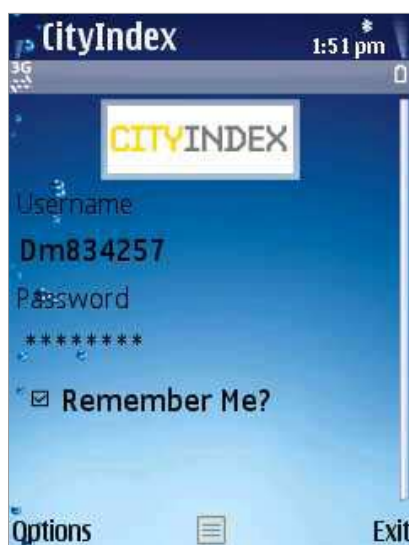 CityIndex
1:51 pm
3G
CITYINDEX
Username
Dm834257
Password
********
Remember Me?
Options
Exit